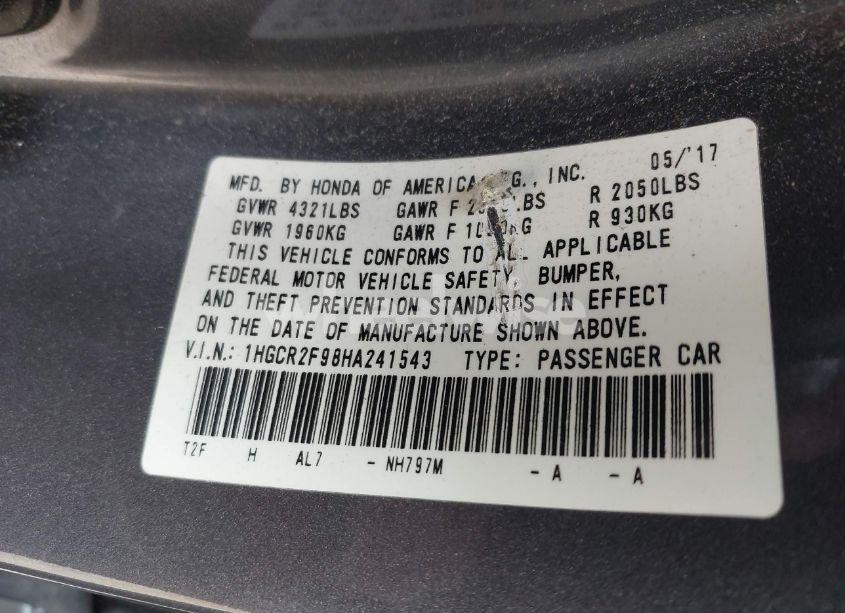 MFD. BY HONDA OF AMERICA INC. 05/'17
GVWR 4321LBS GAWR F R 2050LBS
GVWR 1960KG GAWR F R 930KG
THIS VEHICLE CONFORMS TO ALL APPLICABLE
FEDERAL MOTOR VEHICLE SAFETY, BUMPER,
AND THEFT PREVENTION STANDARDS IN EFFECT
ON THE DATE OF MANUFACTURE SHOWN ABOVE.
V.I.N.: 1HGCR2F98HA241543 TYPE: PASSENGER CAR
T2F H AL7 - NH797M - A - A